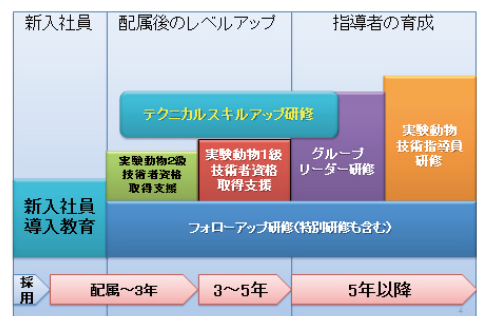 新入社員
配属後のレベルアップ
指導者の育成
テクニカルスキルアップ研修
実験動物2級
技術者資格
取得支援
実験動物1級
技術者資格
取得支援
グループ
リーダー研修
実験動物
技術指導員
研修
新入社員
導入教育
フォローアップ研修(特別研修も含む)
採
用
配属～3年
3～5年
5年以降
4